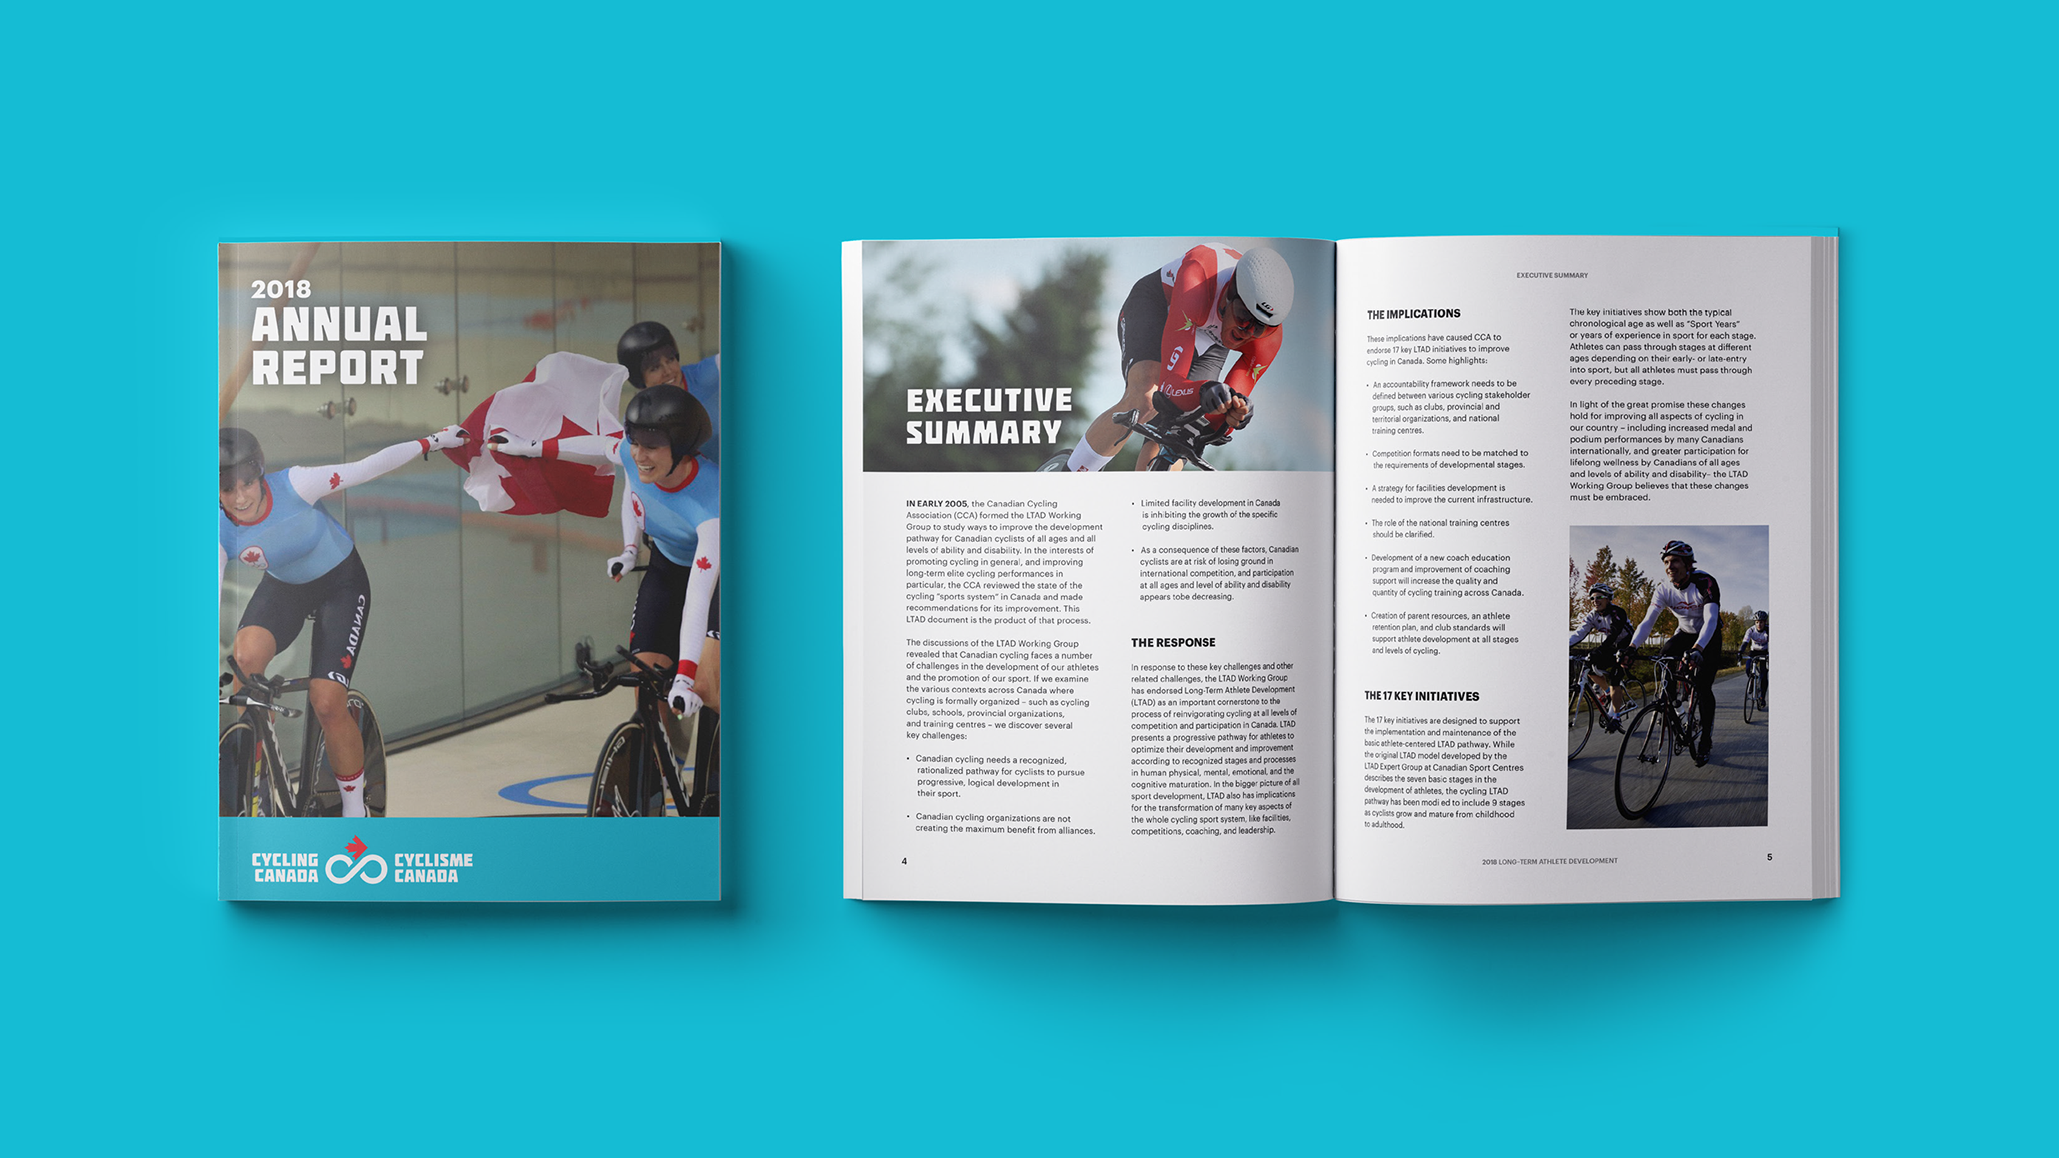 2018
ANNUAL
REPORT
CANADA
CYCLING
CANADA
CYCLISME
CANADA
LEXUS
EXECUTIVE
SUMMARY
IN EARLY 2005, the Canadian Cycling
Association (CCA) formed the LTAD Working
Group to study ways to improve the development
pathway for Canadian cyclists of all ages and all
levels of ability and disability. In the interests of
promoting cycling in general, and improving
long-term elite cycling performances in
particular, the CCA reviewed the state of the
cycling “sports system” in Canada and made
recommendations for its improvement. This
LTAD document is the product of that process.
The discussions of the LTAD Working Group
revealed that Canadian cycling faces a number
of challenges in the development of our athletes
and the promotion of our sport. If we examine
the various contexts across Canada where
cycling is formally organized – such as cycling
clubs, schools, provincial organizations,
and training centres – we discover several
key challenges:
• Canadian cycling needs a recognized,
rationalized pathway for cyclists to pursue
progressive, logical development in
their sport.
• Canadian cycling organizations are not
creating the maximum benefit from alliances.
• Limited facility development in Canada
is inhibiting the growth of the specific
cycling disciplines.
• As a consequence of these factors, Canadian
cyclists are at risk of losing ground in
international competition, and participation
at all ages and level of ability and disability
appears tobe decreasing.
THE RESPONSE
In response to these key challenges and other
related challenges, the LTAD Working Group
has endorsed Long-Term Athlete Development
(LTAD) as an important cornerstone to the
process of reinvigorating cycling at all levels of
competition and participation in Canada. LTAD
presents a progressive pathway for athletes to
optimize their development and improvement
according to recognized stages and processes
in human physical, mental, emotional, and the
cognitive maturation. In the bigger picture of all
sport development, LTAD also has implications
for the transformation of many key aspects of
the whole cycling sport system, like facilities,
competitions, coaching, and leadership.
4
EXECUTIVE SUMMARY
THE IMPLICATIONS
These implications have caused CCA to
endorse 17 key LTAD initiatives to improve
cycling in Canada. Some highlights:
• An accountability framework needs to be
defined between various cycling stakeholder
groups, such as clubs, provincial and
territorial organizations, and national
training centres.
• Competition formats need to be matched to
the requirements of developmental stages.
• A strategy for facilities development is
needed to improve the current infrastructure.
• The role of the national training centres
should be clarified.
• Development of a new coach education
program and improvement of coaching
support will increase the quality and
quantity of cycling training across Canada.
• Creation of parent resources, an athlete
retention plan, and club standards will
support athlete development at all stages
and levels of cycling.
THE 17 KEY INITIATIVES
The 17 key initiatives are designed to support
the implementation and maintenance of the
basic athlete-centered LTAD pathway. While
the original LTAD model developed by the
LTAD Expert Group at Canadian Sport Centres
describes the seven basic stages in the
development of athletes, the cycling LTAD
pathway has been modi ed to include 9 stages
as cyclists grow and mature from childhood
to adulthood.
The key initiatives show both the typical
chronological age as well as “Sport Years”
or years of experience in sport for each stage.
Athletes can pass through stages at different
ages depending on their early- or late-entry
into sport, but all athletes must pass through
every preceding stage.
In light of the great promise these changes
hold for improving all aspects of cycling in
our country – including increased medal and
podium performances by many Canadians
internationally, and greater participation for
lifelong wellness by Canadians of all ages
and levels of ability and disability– the LTAD
Working Group believes that these changes
must be embraced.
2018 LONG-TERM ATHLETE DEVELOPMENT
5